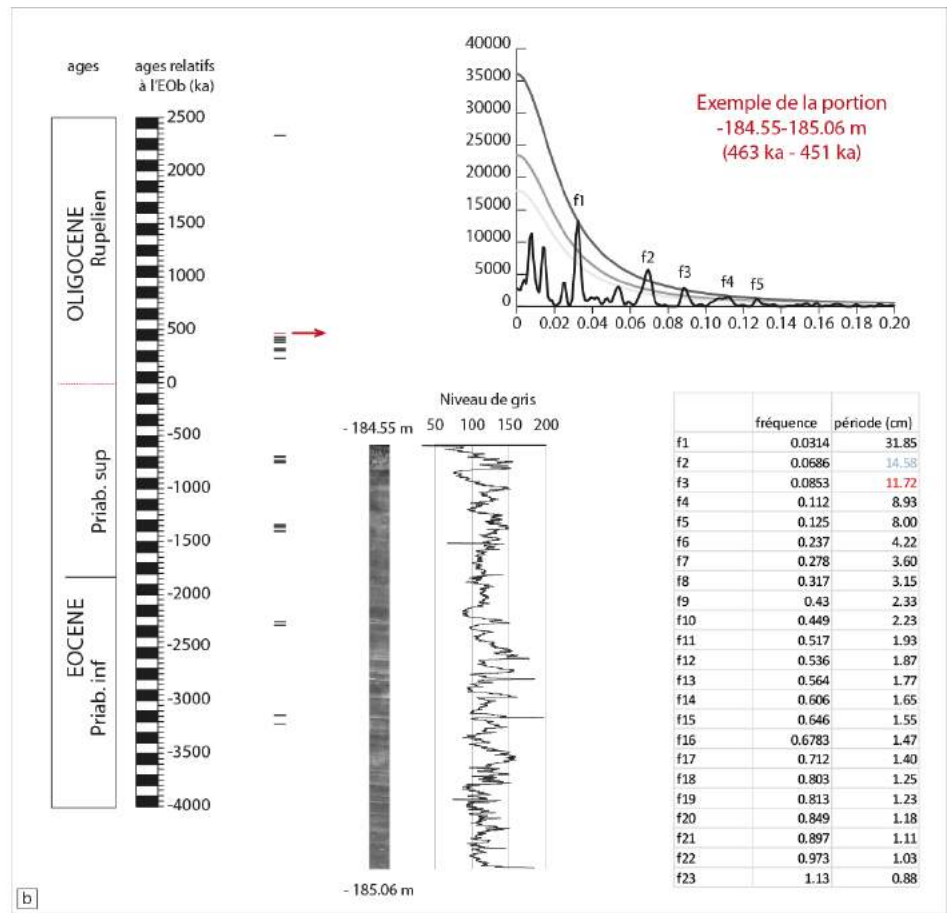 ages
ages relatifs
à l'EOb (ka)
OLIGOCENE
Rupelien
Priab. sup
EOCENE
Priab. inf
2500
2000
1500
1000
500
0
-500
-1000
-1500
-2000
-2500
-3000
-3500
-4000
40000
35000
30000
25000
20000
15000
10000
5000
0
0 0.02 0.04 0.06 0.08 0.10 0.12 0.14 0.16 0.18 0.20
f1
f2
f3
f4
f5
Exemple de la portion
-184.55-185.06 m
(463 ka - 451 ka)
Niveau de gris
- 184.55 m
50 100 150 200
- 185.06 m
fréquence période (cm)
f1 0.0314 31.85
f2 0.0686 14.58
f3 0.0853 11.72
f4 0.112 8.93
f5 0.125 8.00
f6 0.237 4.22
f7 0.278 3.60
f8 0.317 3.15
f9 0.43 2.33
f10 0.449 2.23
f11 0.517 1.93
f12 0.536 1.87
f13 0.564 1.77
f14 0.606 1.65
f15 0.646 1.55
f16 0.6783 1.47
f17 0.712 1.40
f18 0.803 1.25
f19 0.813 1.23
f20 0.849 1.18
f21 0.897 1.11
f22 0.973 1.03
f23 1.13 0.88
b